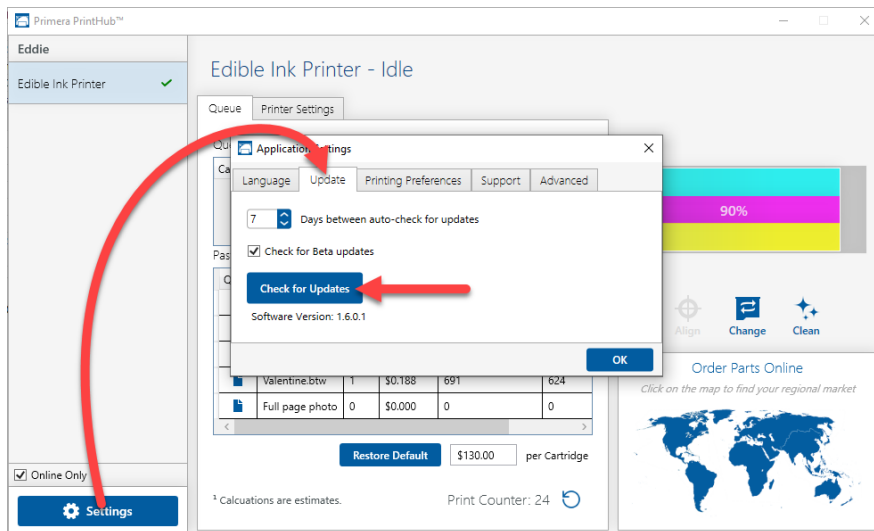 Primera PrintHub™
Eddie
Edible Ink Printer
Edible Ink Printer - Idle
Queue
Printer Settings
Application Settings
Language
Update
Printing Preferences
Support
Advanced
7
Days between auto-check for updates
Check for Beta updates
Check for Updates
Software Version: 1.6.0.1
OK
90%
Align
Change
Clean
Valentine.btw 1 $0.188 691 624
Full page photo 0 $0.000 0 0
Restore Default
$130.00
per Cartridge
¹ Calcuations are estimates.
Print Counter: 24
Order Parts Online
Click on the map to find your regional market
Online Only
Settings